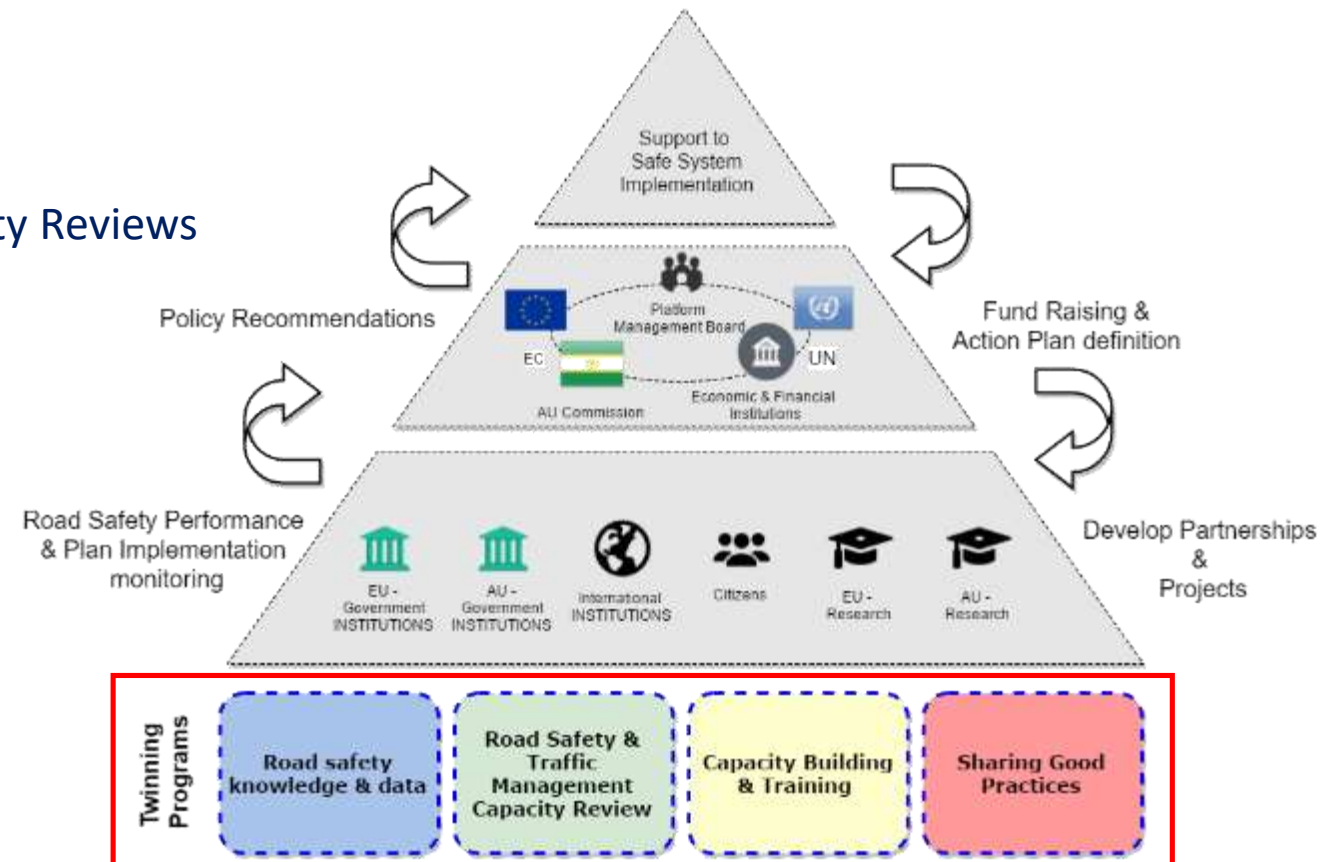 Support to
Safe System
Implementation
ty Reviews
Policy Recommendations
Platform
Management Board
EC
UN
AU Commission
Economic & Financial
Institutions
Fund Raising &
Action Plan definition
Road Safety Performance
& Plan Implementation
monitoring
EU -
Government
INSTITUTIONS
AU -
Government
INSTITUTIONS
International
INSTITUTIONS
Citizens
EU -
Research
AU -
Research
Develop Partnerships
&
Projects
Twinning
Programs
Road safety
knowledge & data
Road Safety &
Traffic
Management
Capacity Review
Capacity Building
& Training
Sharing Good
Practices